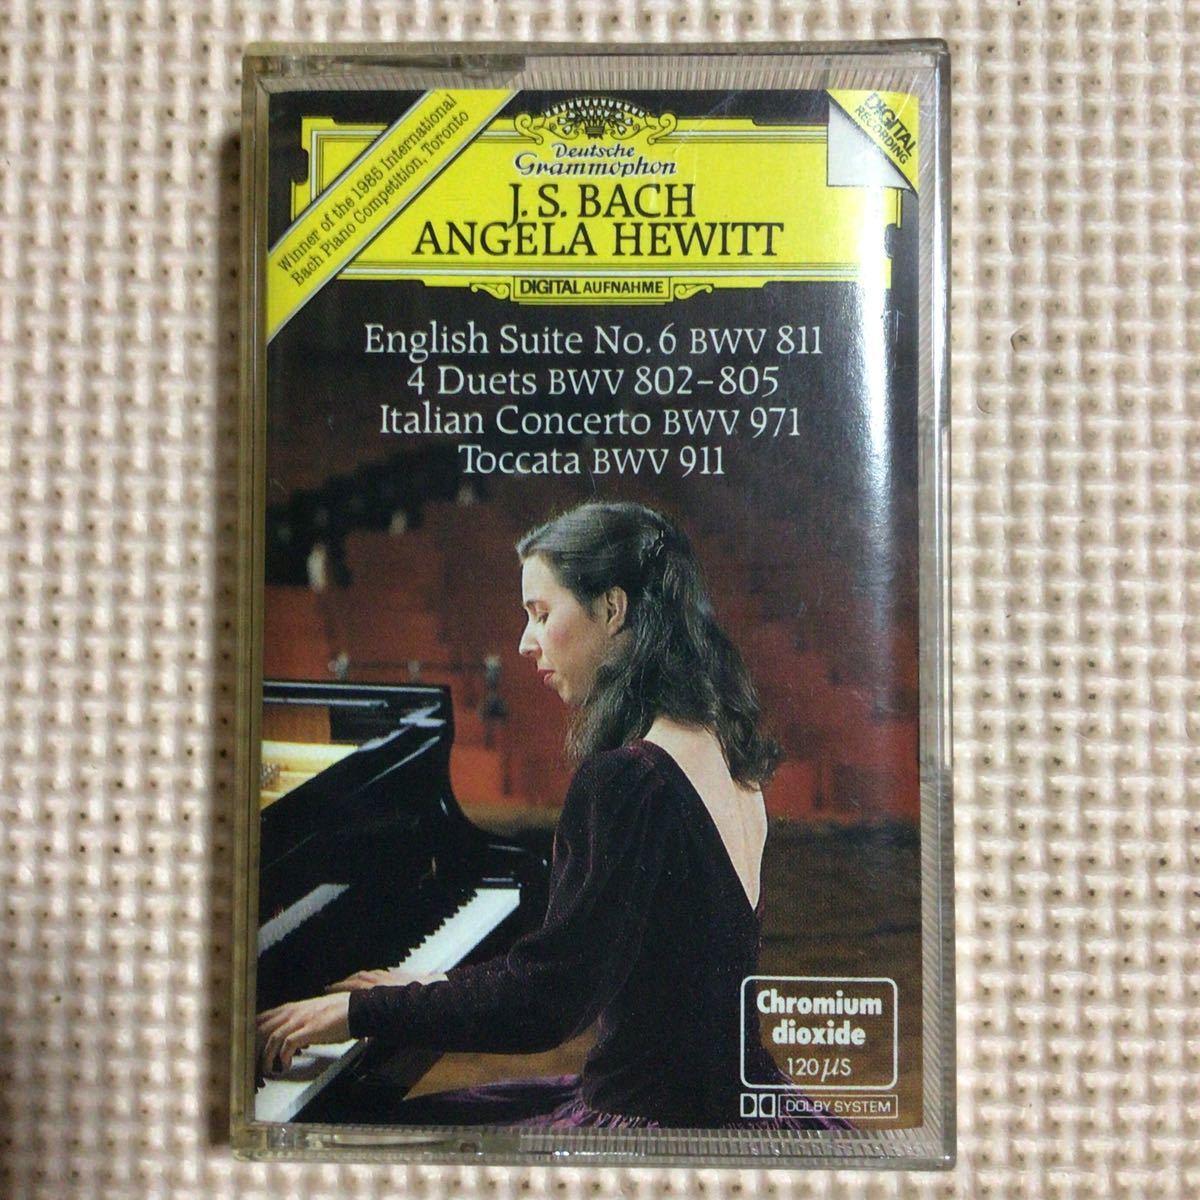 Winner of the 1985 International
Bach Piano Competition, Toronto
DIGITAL
RECORDING
Deutsche
Grammophon
J. S. BACH
ANGELA HEWITT
DIGITAL AUFNAHME
English Suite No. 6 BWV 811
4 Duets BWV 802–805
Italian Concerto BWV 971
Toccata BWV 911
Chromium
dioxide
120 µS
DOLBY SYSTEM